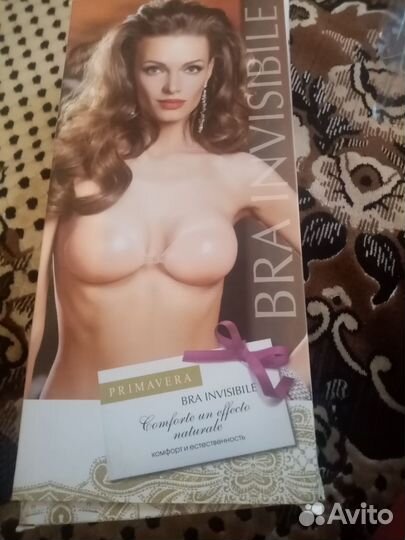 BRA INVISIBILE
PRIMAVERA
BRA INVISIBILE
Comforte un effecto
naturale
комфорт и естественность
Avito